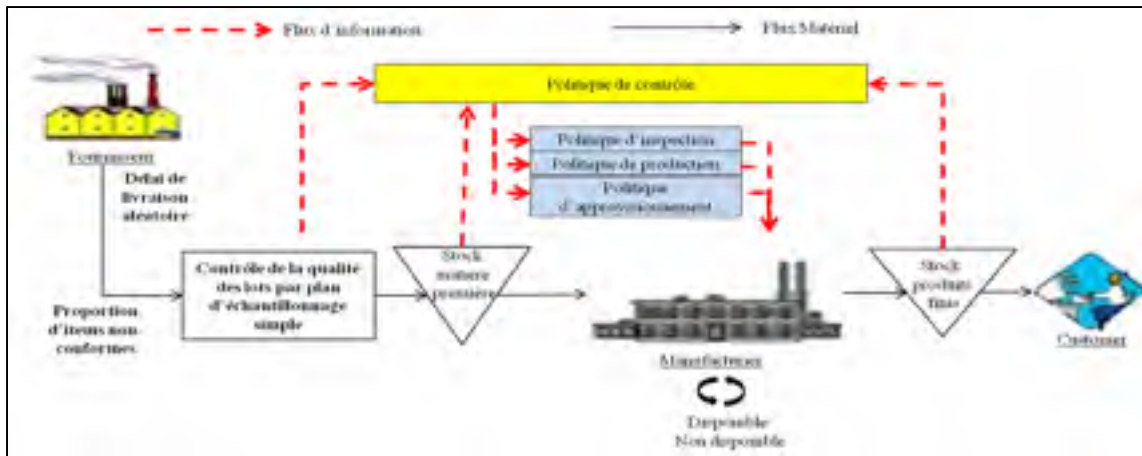 Flux d'information
Flux Matériel
Politique de contrôle
Politique d'inspection
Politique de production
Politique
d'approvisionnement
Fournisseur
Délai de
livraison
aléatoire
Contrôle de la qualité
des lots par plan
d'échantillonnage
simple
Proportion
d'items non-
conformes
Stock
matière
première
Manufacturier
Disponible
Non disponible
Stock
produits
finis
Customer